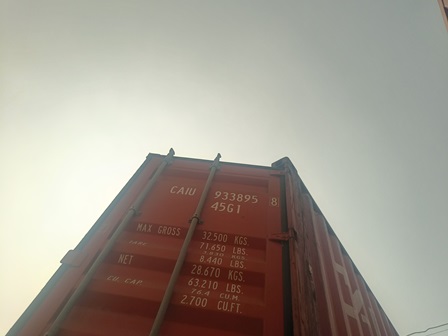 CAIU 933895 8
45G1
MAX GROSS 32.500 KGS.
71.650 LBS.
8.440 LBS.
NET 28.670 KGS.
63.210 LBS.
CU.CAP. 76.4 CU.M.
2.700 CU.FT.